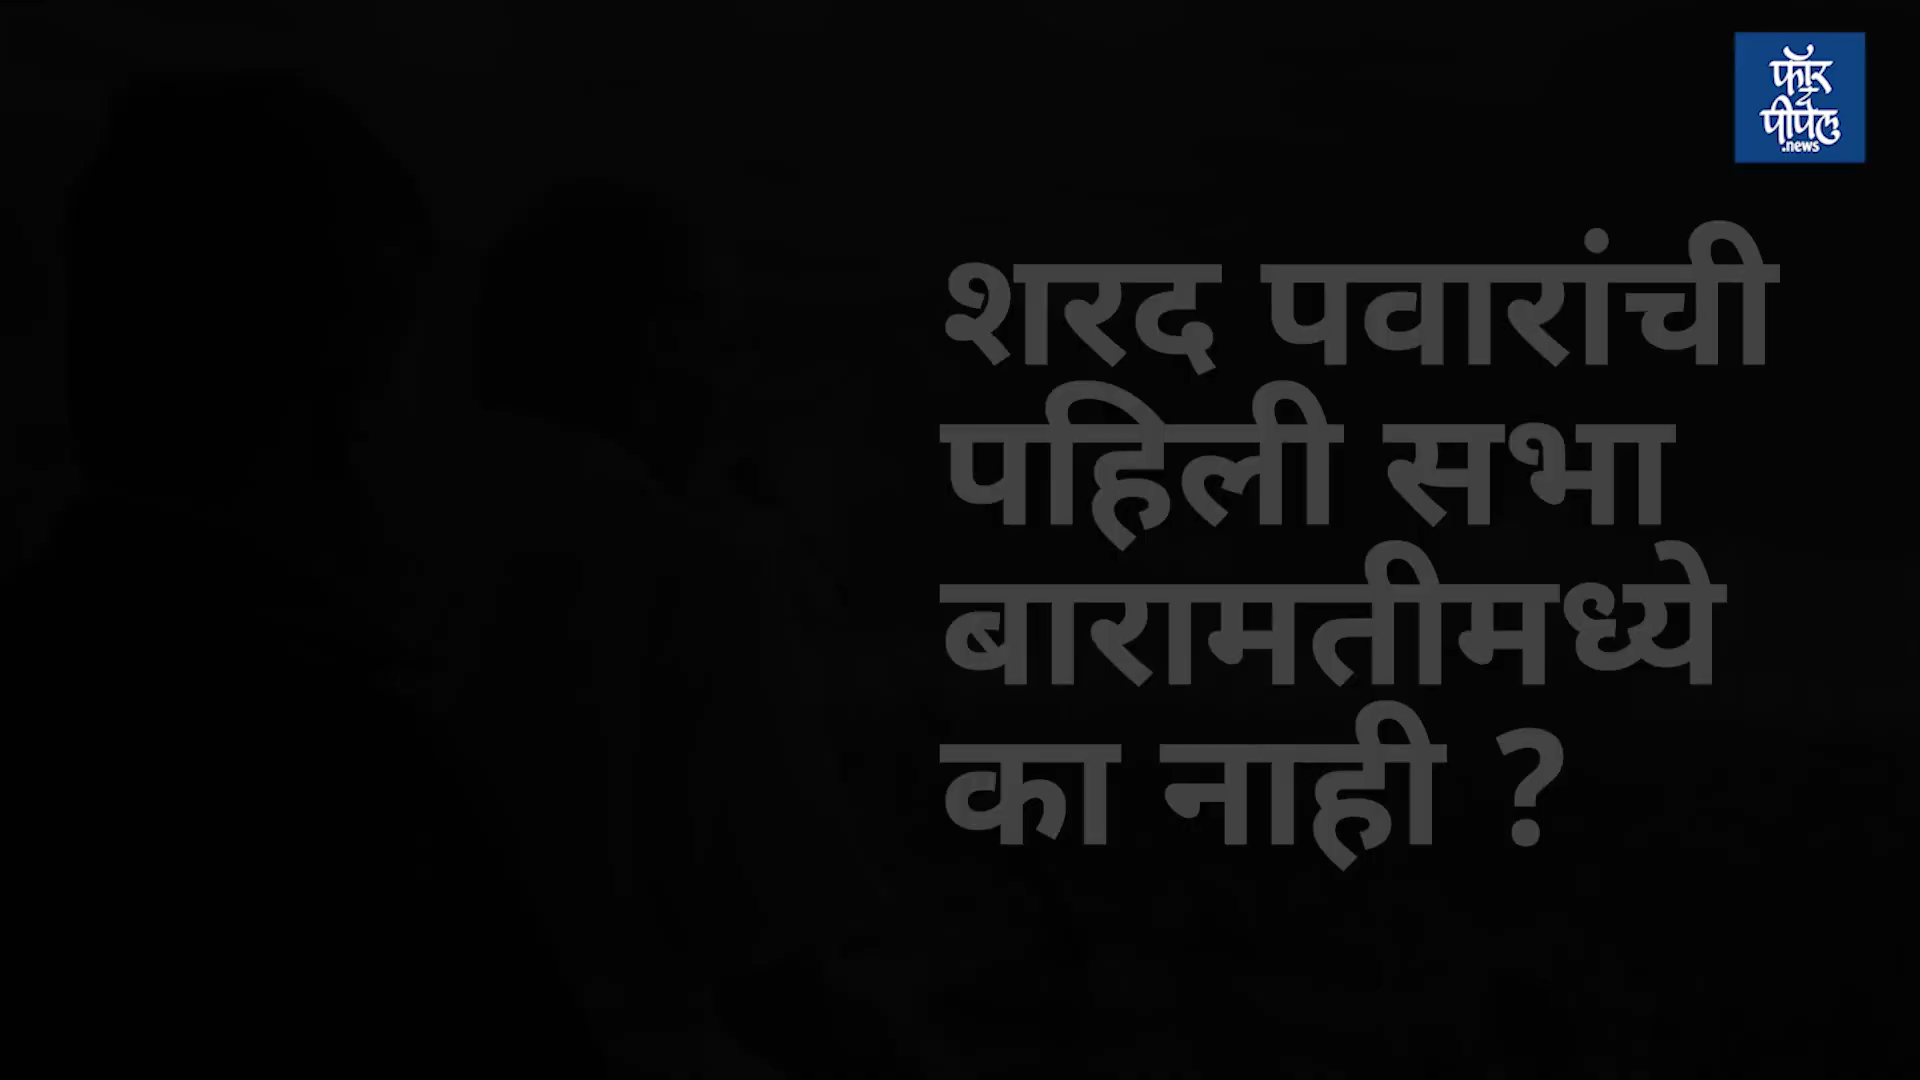 फॉर
द
पीपल
.news
शरद पवारांची
पहिली सभा
बारामतीमध्ये
का नाही ?